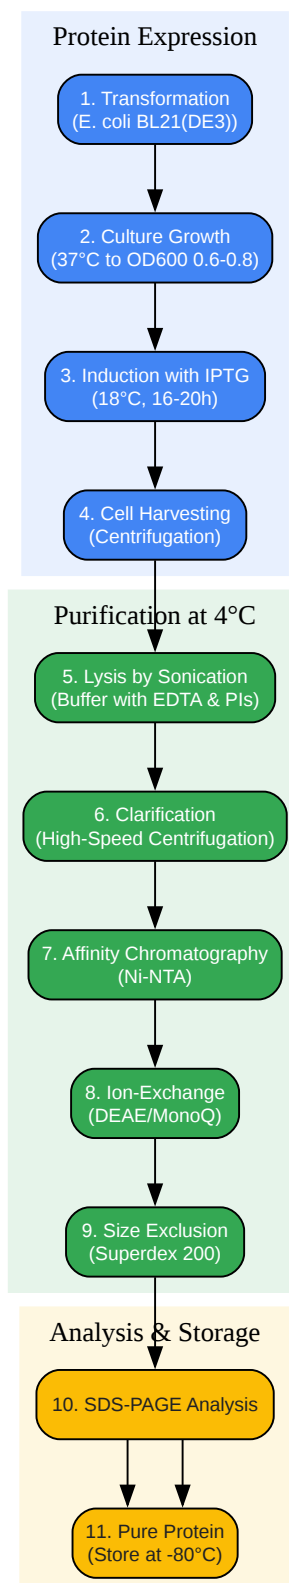 Protein Expression
1. Transformation
(E. coli BL21(DE3))
2. Culture Growth
(37°C to OD600 0.6-0.8)
3. Induction with IPTG
(18°C, 16-20h)
4. Cell Harvesting
(Centrifugation)
Purification at 4°C
5. Lysis by Sonication
(Buffer with EDTA & PIs)
6. Clarification
(High-Speed Centrifugation)
7. Affinity Chromatography
(Ni-NTA)
8. Ion-Exchange
(DEAE/MonoQ)
9. Size Exclusion
(Superdex 200)
Analysis & Storage
10. SDS-PAGE Analysis
11. Pure Protein
(Store at -80°C)